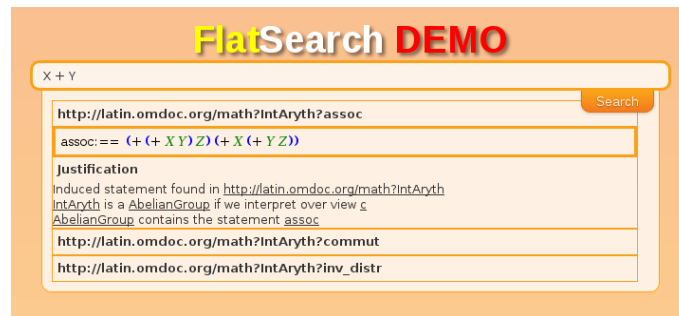 FlatSearch DEMO
X + Y
Search
http://latin.omdoc.org/math?IntAryth?assoc
assoc: == (+ (+ X Y) Z) (+ X (+ Y Z))
Justification
Induced statement found in http://latin.omdoc.org/math?IntAryth
IntAryth is a AbelianGroup if we interpret over view c
AbelianGroup contains the statement assoc
http://latin.omdoc.org/math?IntAryth?commut
http://latin.omdoc.org/math?IntAryth?inv_distr